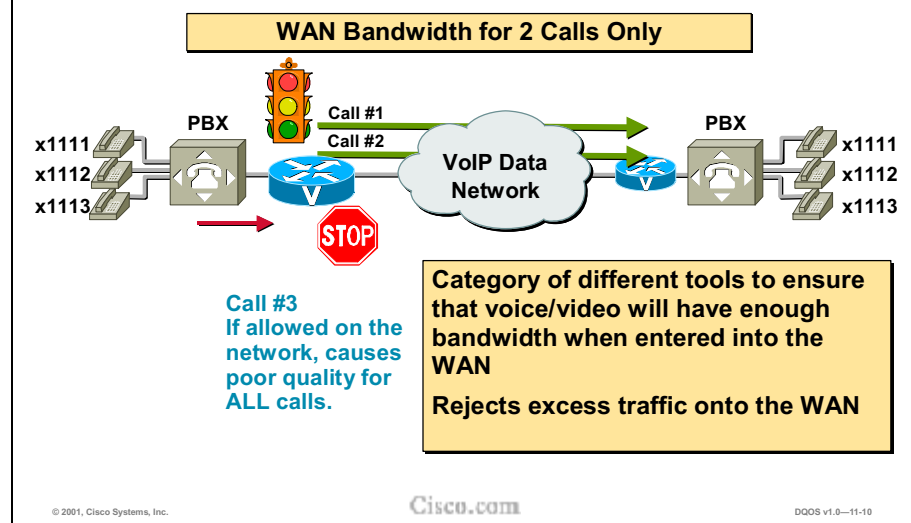 WAN Bandwidth for 2 Calls Only
Call #1
Call #2
PBX
PBX
x1111
x1112
x1113
V
VoIP Data
Network
V
x1111
x1112
x1113
STOP
Call #3
If allowed on the
network, causes
poor quality for
ALL calls.
Category of different tools to ensure
that voice/video will have enough
bandwidth when entered into the
WAN
Rejects excess traffic onto the WAN
© 2001, Cisco Systems, Inc.
Cisco.com
DQOS v1.0—11-10